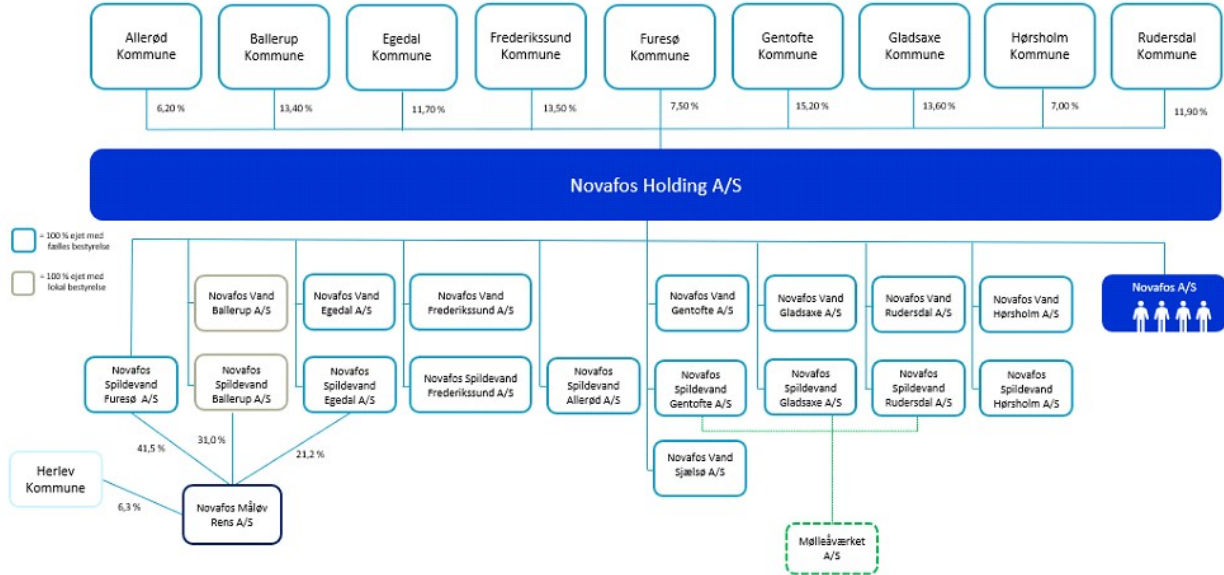 Allerød
Kommune
Ballerup
Kommune
Egedal
Kommune
Frederikssund
Kommune
Furesø
Kommune
Gentofte
Kommune
Gladsaxe
Kommune
Hørsholm
Kommune
Rudersdal
Kommune
6,20 %
13,40 %
11,70 %
13,50 %
7,50 %
15,20 %
13,60 %
7,00 %
11,90 %
Novafos Holding A/S
= 100 % ejet med
fælles bestyrelse
= 100 % ejet med
lokal bestyrelse
Novafos Vand
Ballerup A/S
Novafos Vand
Egedal A/S
Novafos Vand
Frederikssund A/S
Novafos Vand
Gentofte A/S
Novafos Vand
Gladsaxe A/S
Novafos Vand
Rudersdal A/S
Novafos Vand
Hørsholm A/S
Novafos A/S
Novafos
Spildevand
Furesø A/S
Novafos
Spildevand
Ballerup A/S
Novafos
Spildevand
Egedal A/S
Novafos Spildevand
Frederikssund A/S
Novafos
Spildevand
Allerød A/S
Novafos
Spildevand
Gentofte A/S
Novafos
Spildevand
Gladsaxe A/S
Novafos
Spildevand
Rudersdal A/S
Novafos
Spildevand
Hørsholm A/S
41,5 %
31,0 %
21,2 %
Novafos Vand
Sjælsø A/S
Herlev
Kommune
6,3 %
Novafos Måløv
Rens A/S
Mølleåværket
A/S